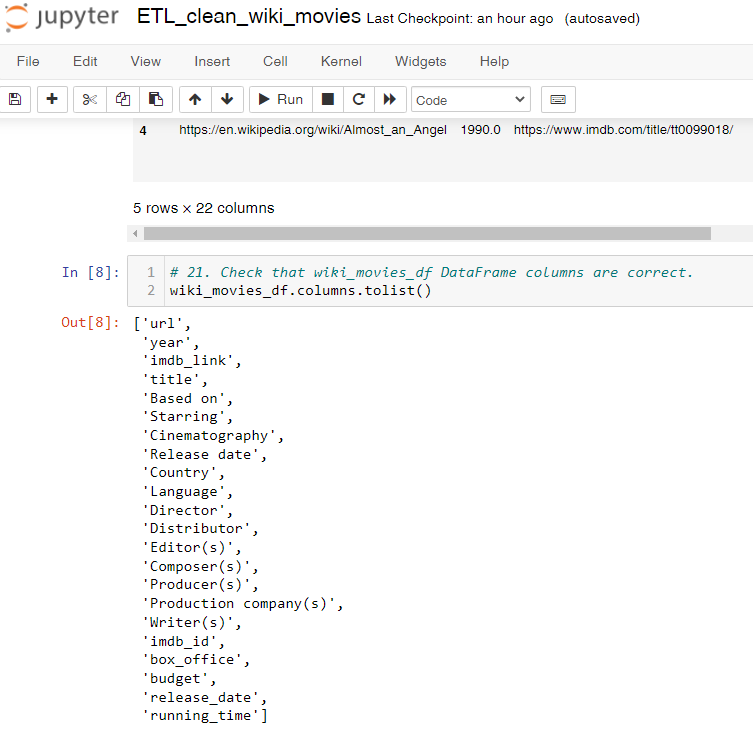 jupyter ETL_clean_wiki_movies Last Checkpoint: an hour ago (autosaved)
File Edit View Insert Cell Kernel Widgets Help
Run Code
4 https://en.wikipedia.org/wiki/Almost_an_Angel 1990.0 https://www.imdb.com/title/tt0099018/
5 rows × 22 columns
In [8]: 1 # 21. Check that wiki_movies_df DataFrame columns are correct.
2 wiki_movies_df.columns.tolist()
Out[8]: ['url',
'year',
'imdb_link',
'title',
'Based on',
'Starring',
'Cinematography',
'Release date',
'Country',
'Language',
'Director',
'Distributor',
'Editor(s)',
'Composer(s)',
'Producer(s)',
'Production company(s)',
'Writer(s)',
'imdb_id',
'box_office',
'budget',
'release_date',
'running_time']